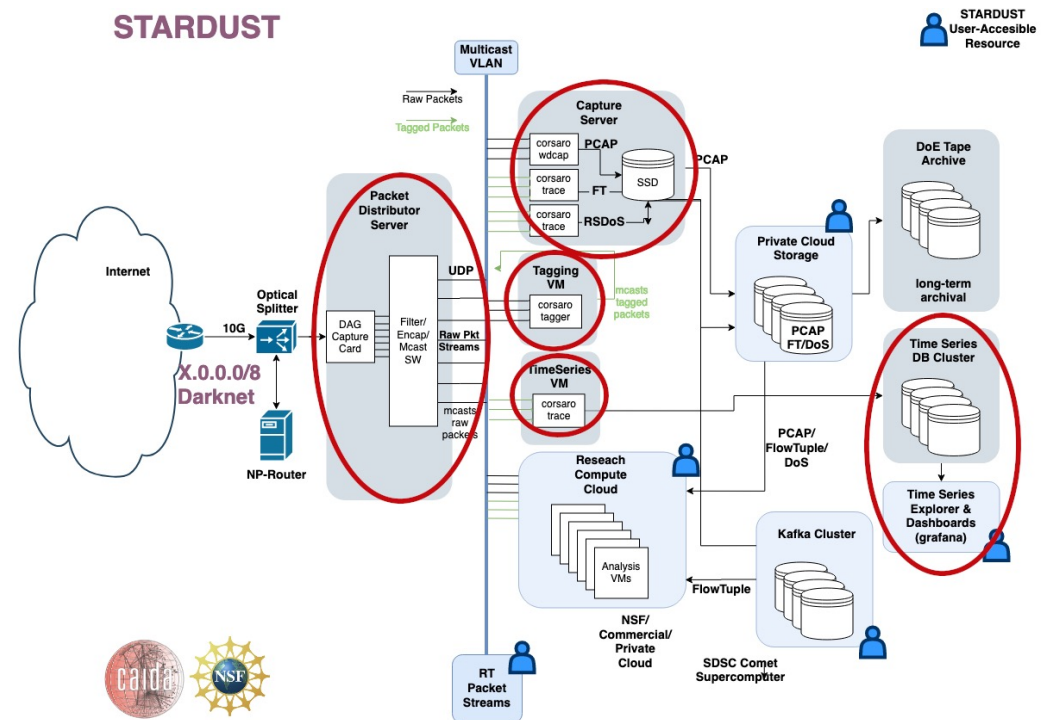 STARDUST
STARDUST
User-Accesible
Resource
Multicast
VLAN
Raw Packets
Tagged Packets
Capture
Server
corsaro
wdcap
PCAP
corsaro
trace
FT
corsaro
trace
RSDoS
SSD
PCAP
DoE Tape
Archive
long-term
archival
Packet
Distributor
Server
Internet
Optical
Splitter
10G
X.0.0.0/8
Darknet
NP-Router
DAG
Capture
Card
Filter/
Encap/
Mcast
SW
UDP
Raw Pkt
Streams
mcasts
raw
packets
Tagging
VM
corsaro
tagger
mcasts
tagged
packets
TimeSeries
VM
corsaro
trace
Private Cloud
Storage
PCAP
FT/DoS
Time Series
DB Cluster
PCAP/
FlowTuple/
DoS
Reseach
Compute
Cloud
Analysis
VMs
Time Series
Explorer &
Dashboards
(grafana)
Kafka Cluster
FlowTuple
NSF/
Commercial/
Private
Cloud
SDSC Comet
Supercomputer
RT
Packet
Streams
caida
NSF